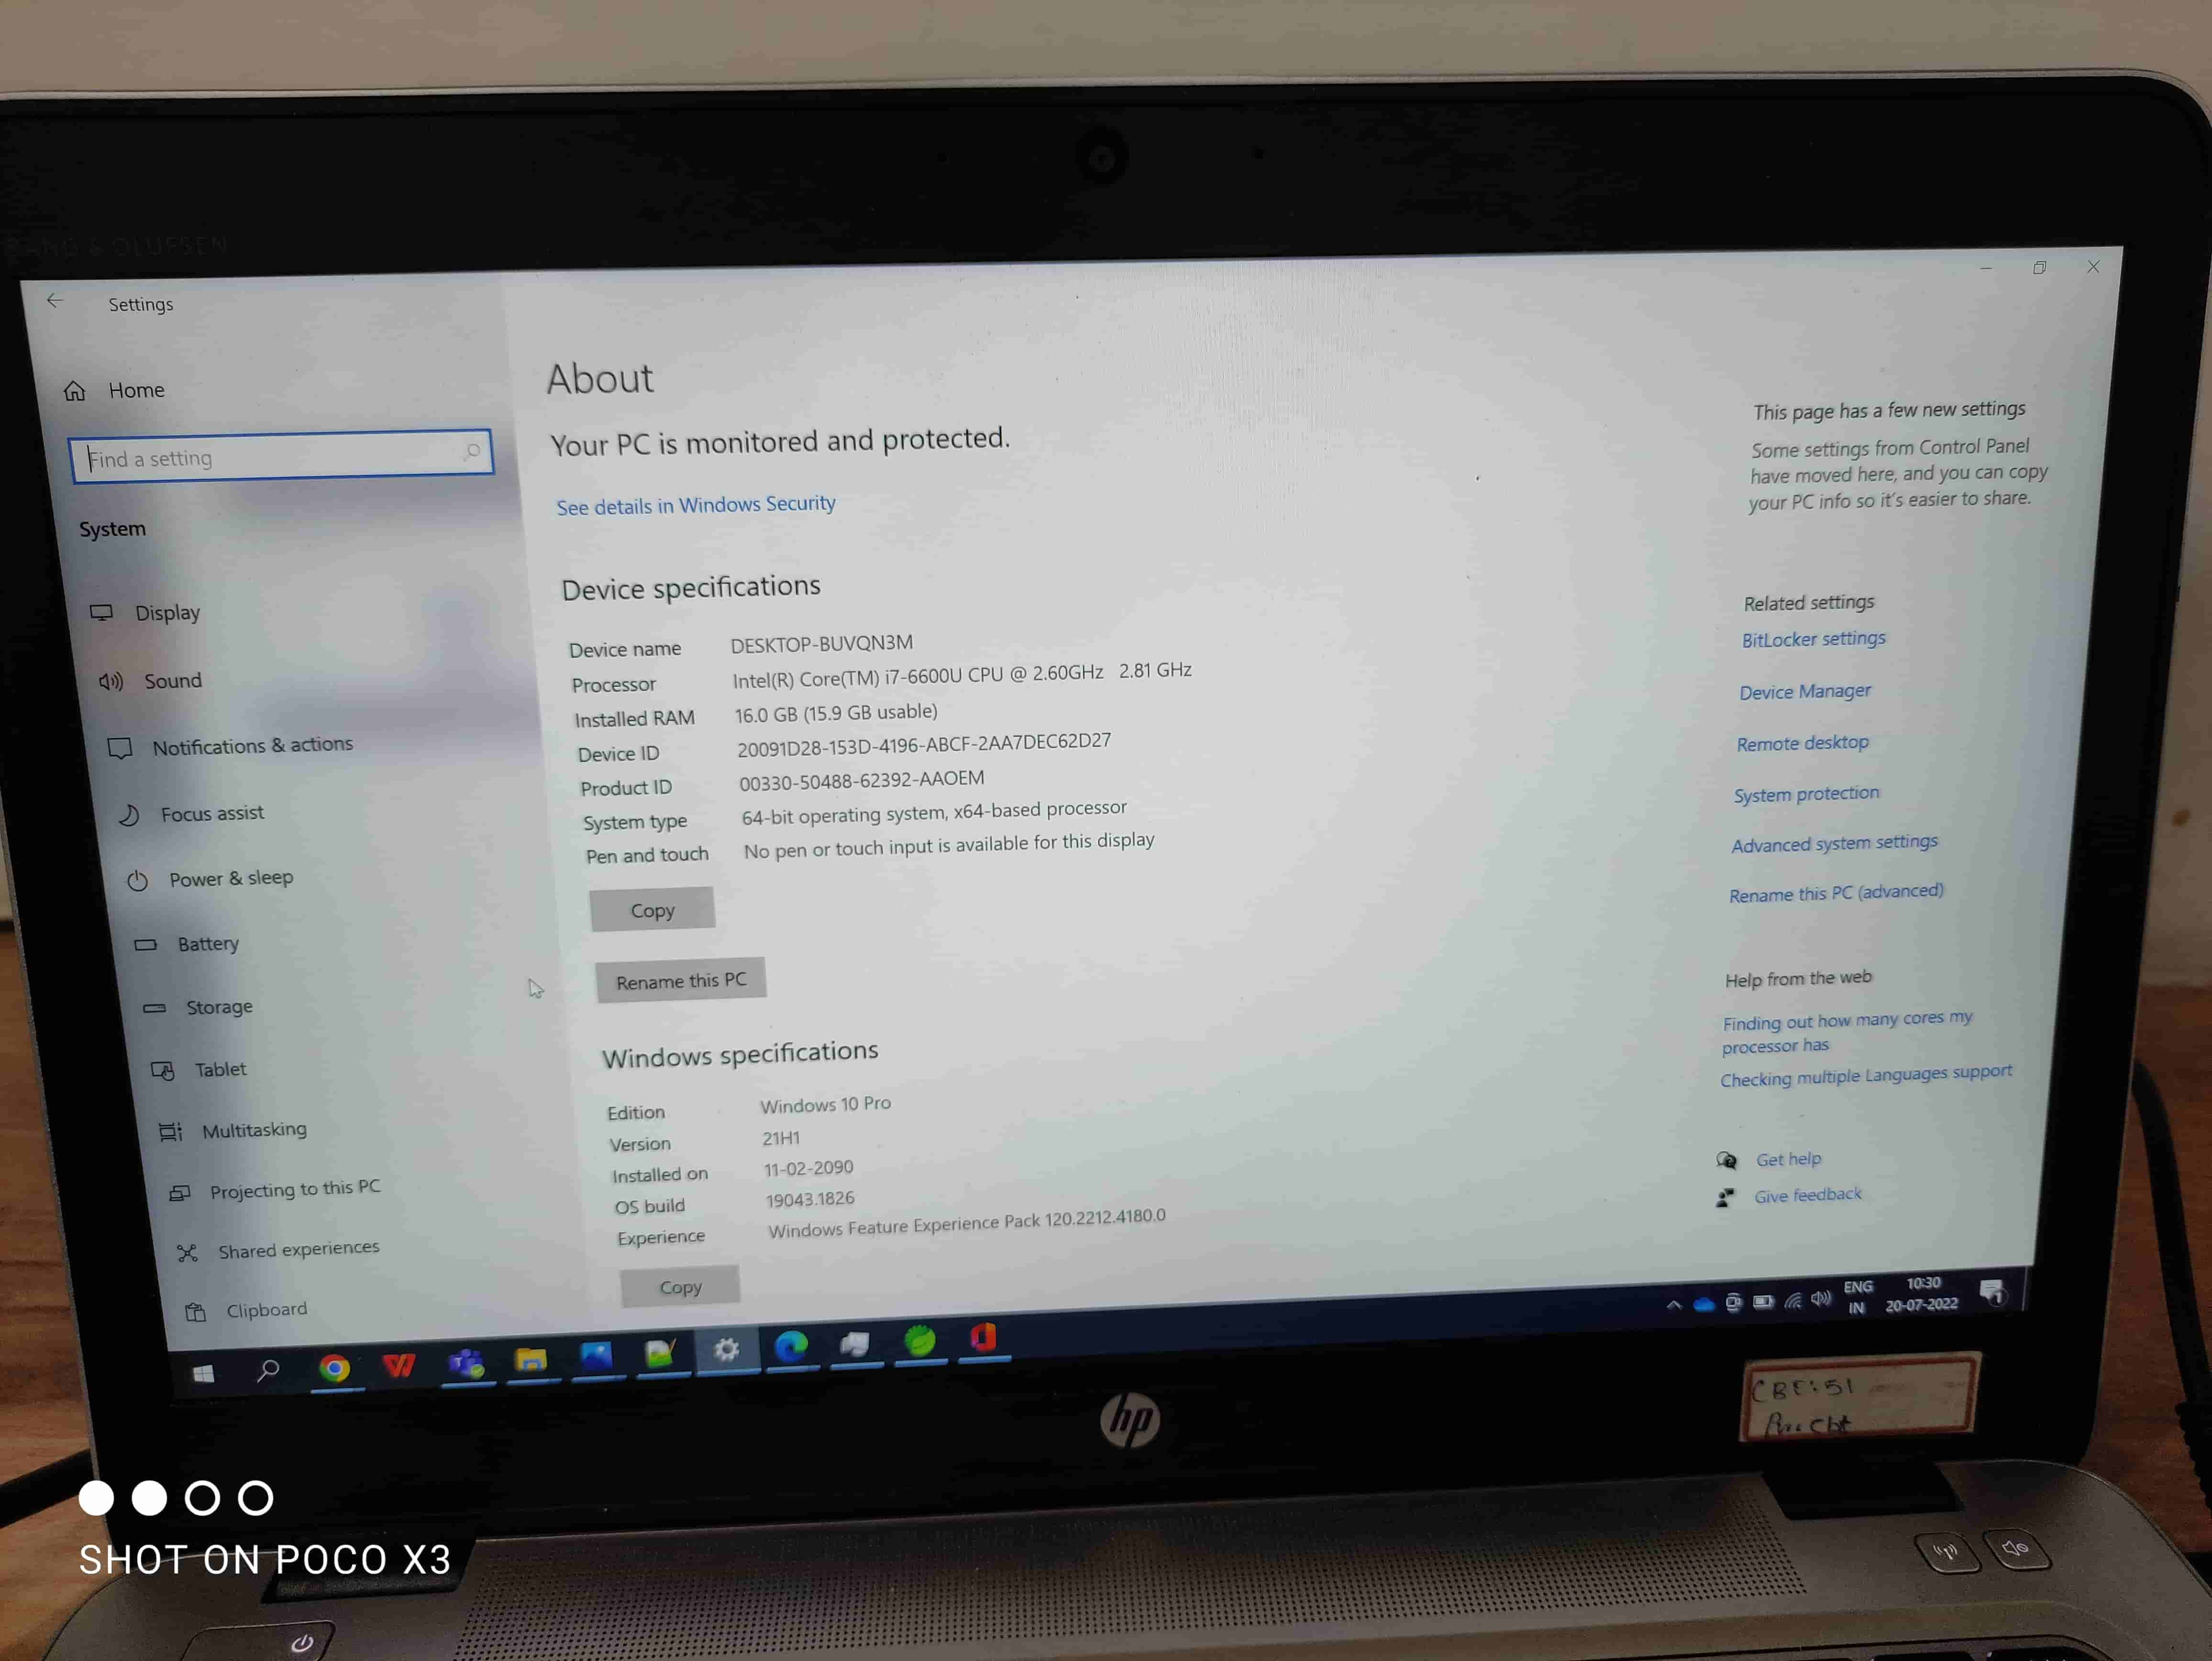 BANG & OLUFSEN
Settings
Home
Find a setting
System
Display
Sound
Notifications & actions
Focus assist
Power & sleep
Battery
Storage
Tablet
Multitasking
Projecting to this PC
Shared experiences
Clipboard
About
Your PC is monitored and protected.
See details in Windows Security
Device specifications
Device name DESKTOP-BUVQN3M
Processor Intel(R) Core(TM) i7-6600U CPU @ 2.60GHz 2.81 GHz
Installed RAM 16.0 GB (15.9 GB usable)
Device ID 20091D28-153D-4196-ABCF-2AA7DEC62D27
Product ID 00330-50488-62392-AAOEM
System type 64-bit operating system, x64-based processor
Pen and touch No pen or touch input is available for this display
Copy
Rename this PC
Windows specifications
Edition Windows 10 Pro
Version 21H1
Installed on 11-02-2090
OS build 19043.1826
Experience Windows Feature Experience Pack 120.2212.4180.0
Copy
This page has a few new settings
Some settings from Control Panel
have moved here, and you can copy
your PC info so it's easier to share.
Related settings
BitLocker settings
Device Manager
Remote desktop
System protection
Advanced system settings
Rename this PC (advanced)
Help from the web
Finding out how many cores my
processor has
Checking multiple Languages support
Get help
Give feedback
ENG
IN
10:30
20-07-2022
1
hp
SHOT ON POCO X3